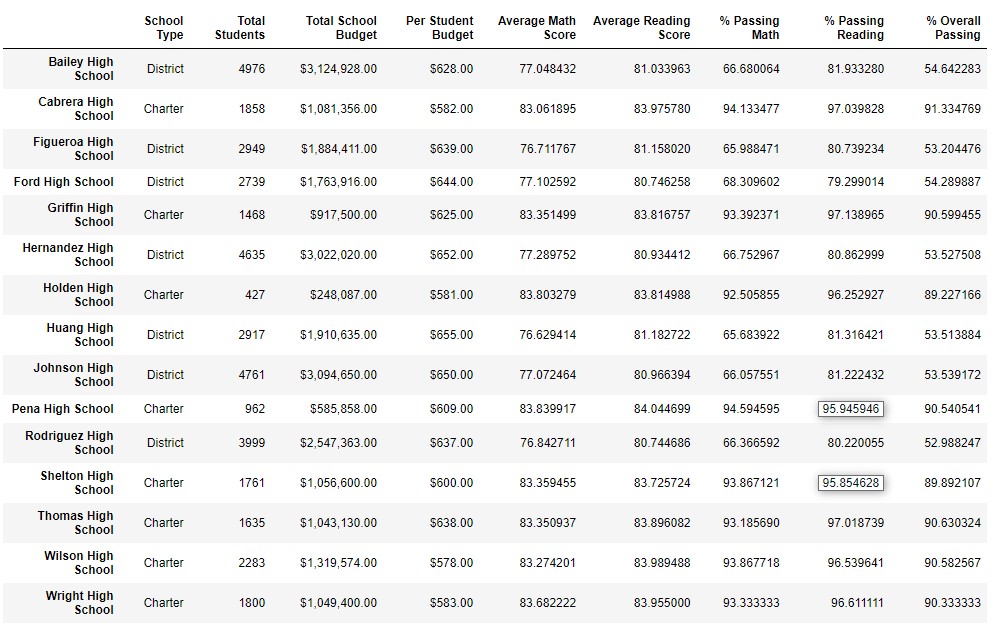 School Type Total Students Total School Budget Per Student Budget Average Math Score Average Reading Score % Passing Math % Passing Reading % Overall Passing
Bailey High School District 4976 $3,124,928.00 $628.00 77.048432 81.033963 66.680064 81.933280 54.642283
Cabrera High School Charter 1858 $1,081,356.00 $582.00 83.061895 83.975780 94.133477 97.039828 91.334769
Figueroa High School District 2949 $1,884,411.00 $639.00 76.711767 81.158020 65.988471 80.739234 53.204476
Ford High School District 2739 $1,763,916.00 $644.00 77.102592 80.746258 68.309602 79.299014 54.289887
Griffin High School Charter 1468 $917,500.00 $625.00 83.351499 83.816757 93.392371 97.138965 90.599455
Hernandez High School District 4635 $3,022,020.00 $652.00 77.289752 80.934412 66.752967 80.862999 53.527508
Holden High School Charter 427 $248,087.00 $581.00 83.803279 83.814988 92.505855 96.252927 89.227166
Huang High School District 2917 $1,910,635.00 $655.00 76.629414 81.182722 65.683922 81.316421 53.513884
Johnson High School District 4761 $3,094,650.00 $650.00 77.072464 80.966394 66.057551 81.222432 53.539172
Pena High School Charter 962 $585,858.00 $609.00 83.839917 84.044699 94.594595 95.945946 90.540541
Rodriguez High School District 3999 $2,547,363.00 $637.00 76.842711 80.744686 66.366592 80.220055 52.988247
Shelton High School Charter 1761 $1,056,600.00 $600.00 83.359455 83.725724 93.867121 95.854628 89.892107
Thomas High School Charter 1635 $1,043,130.00 $638.00 83.350937 83.896082 93.185690 97.018739 90.630324
Wilson High School Charter 2283 $1,319,574.00 $578.00 83.274201 83.989488 93.867718 96.539641 90.582567
Wright High School Charter 1800 $1,049,400.00 $583.00 83.682222 83.955000 93.333333 96.611111 90.333333